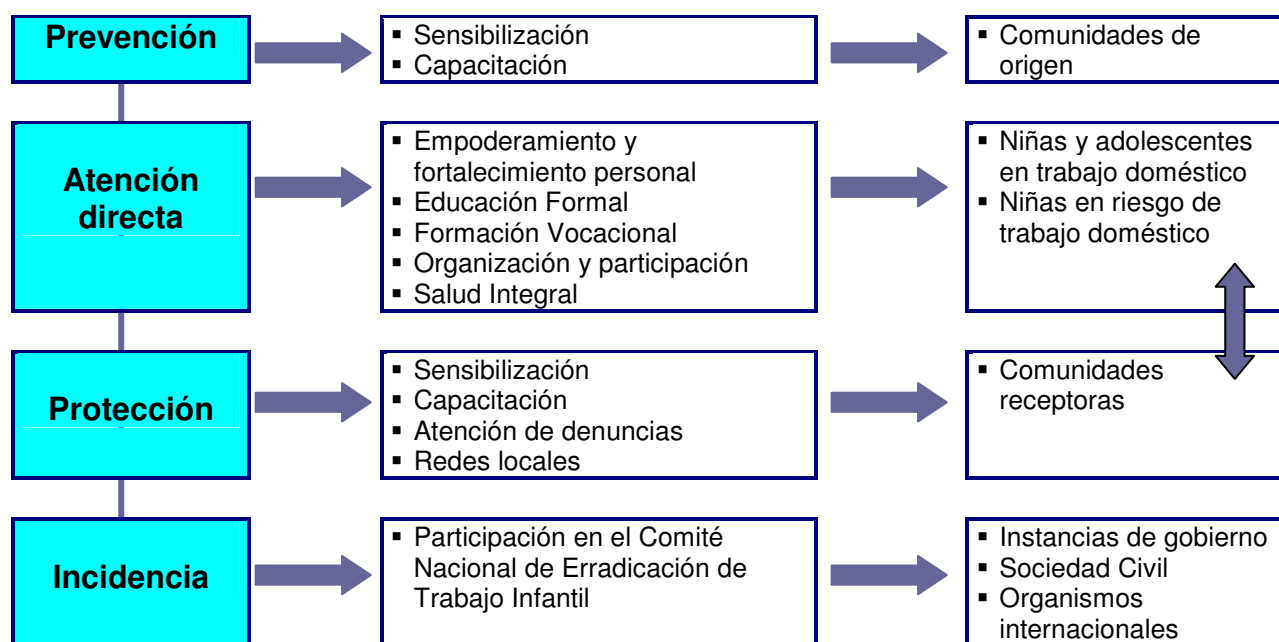 Prevención
▪ Sensibilización
▪ Capacitación
▪ Comunidades de
origen
Atención
directa
▪ Empoderamiento y
fortalecimiento personal
▪ Educación Formal
▪ Formación Vocacional
▪ Organización y participación
▪ Salud Integral
▪ Niñas y adolescentes
en trabajo doméstico
▪ Niñas en riesgo de
trabajo doméstico
Protección
▪ Sensibilización
▪ Capacitación
▪ Atención de denuncias
▪ Redes locales
▪ Comunidades
receptoras
Incidencia
▪ Participación en el Comité
Nacional de Erradicación de
Trabajo Infantil
▪ Instancias de gobierno
▪ Sociedad Civil
▪ Organismos
internacionales